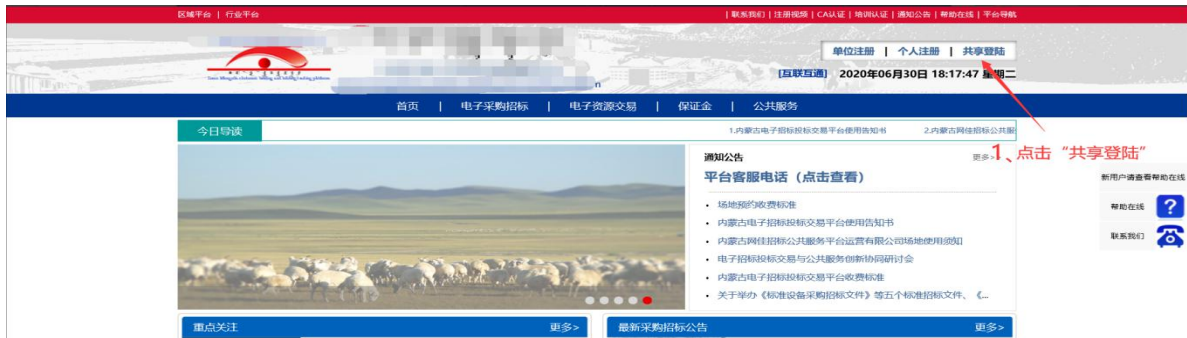 区域平台 | 行业平台
| 联系我们 | 注册视频 | CA认证 | 培训认证 | 通知公告 | 帮助在线 | 平台导航
单位注册 | 个人注册 | 共享登陆
[互联互通] 2020年06月30日 18:17:47 星期二
n
首页 | 电子采购招标 | 电子资源交易 | 保证金 | 公共服务
今日导读
1.内蒙古电子招标投标交易平台使用告知书 2.内蒙古网佳招标公共服
1、点击“共享登陆”
通知公告 更多>
平台客服电话（点击查看）
• 场地预约收费标准
• 内蒙古电子招标投标交易平台使用告知书
• 内蒙古网佳招标公共服务平台运营有限公司场地使用须知
• 电子招标投标交易与公共服务创新协同研讨会
• 内蒙古电子招标投标交易平台收费标准
• 关于举办《标准设备采购招标文件》等五个标准招标文件、《...
新用户请查看帮助在线
帮助在线 ?
联系我们
重点关注 更多>
最新采购招标公告 更多>